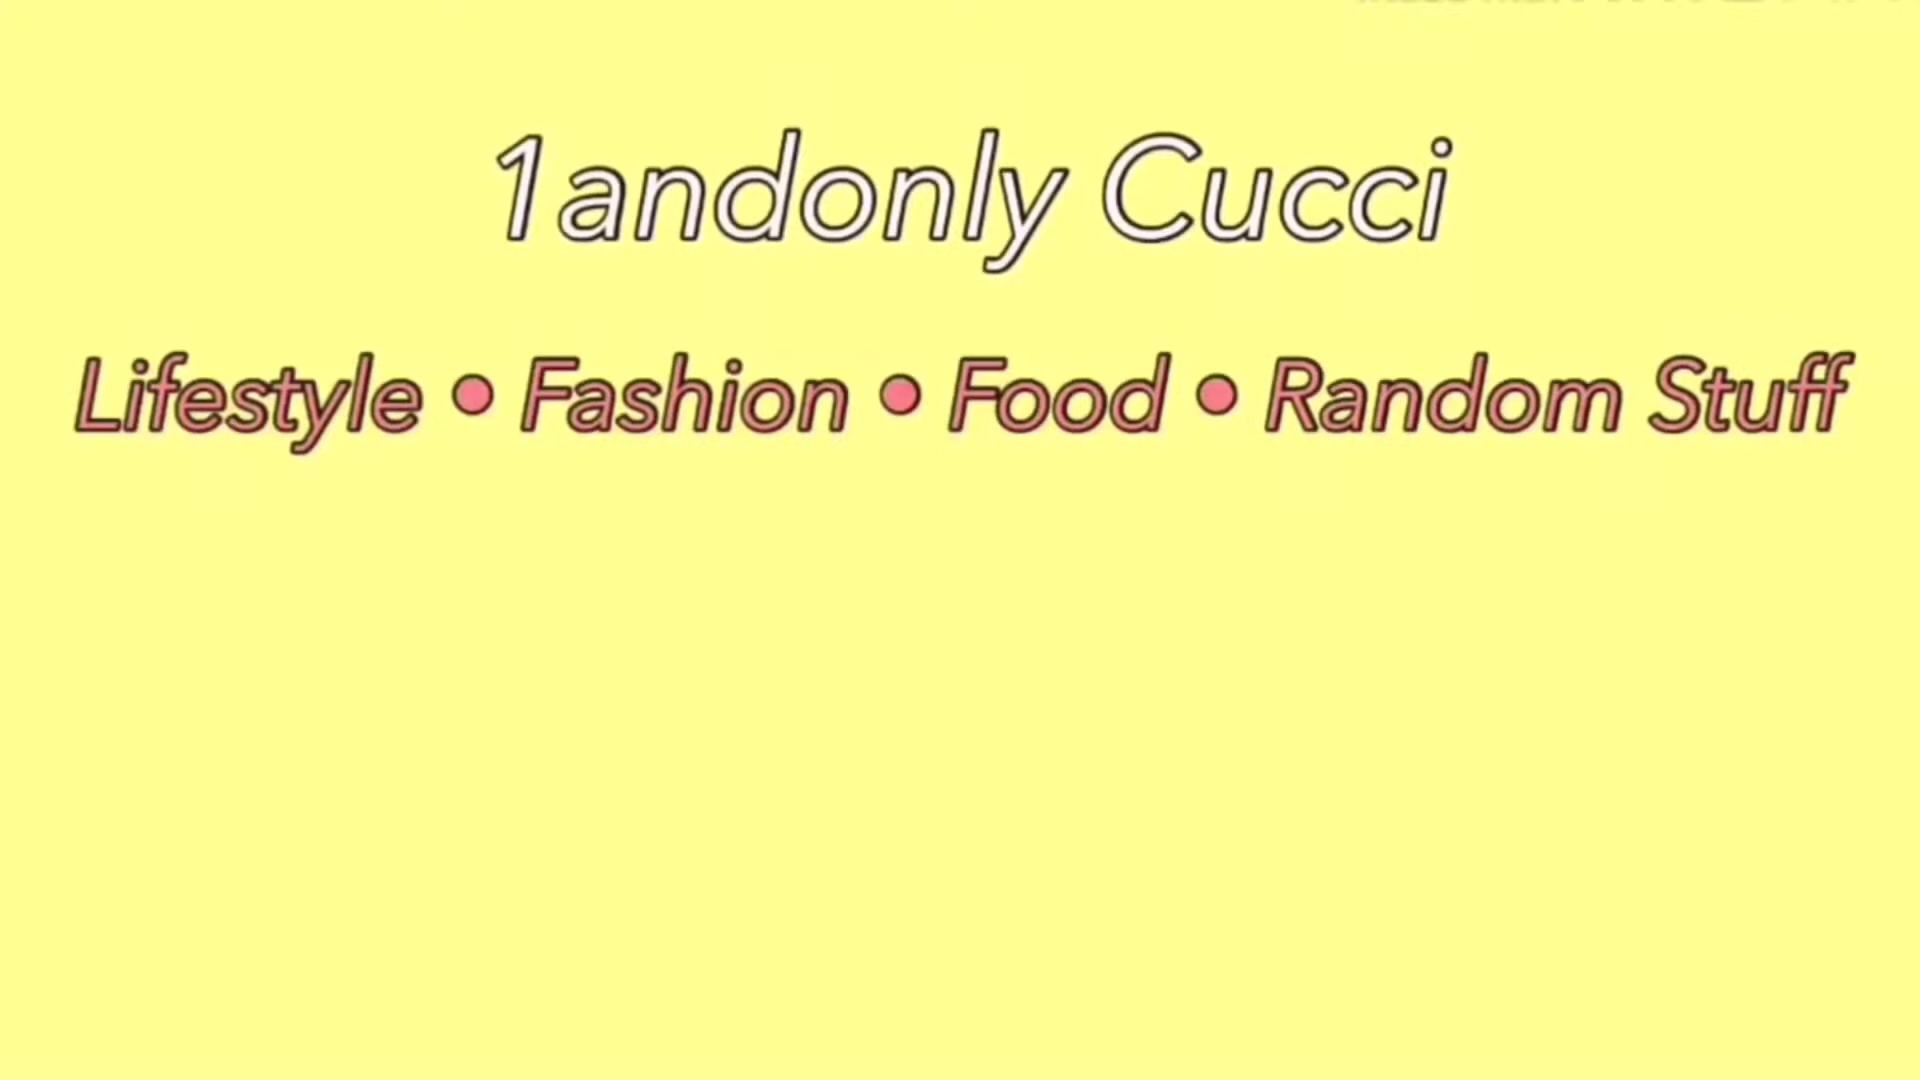 1andonly Cucci
Lifestyle • Fashion • Food • Random Stuff